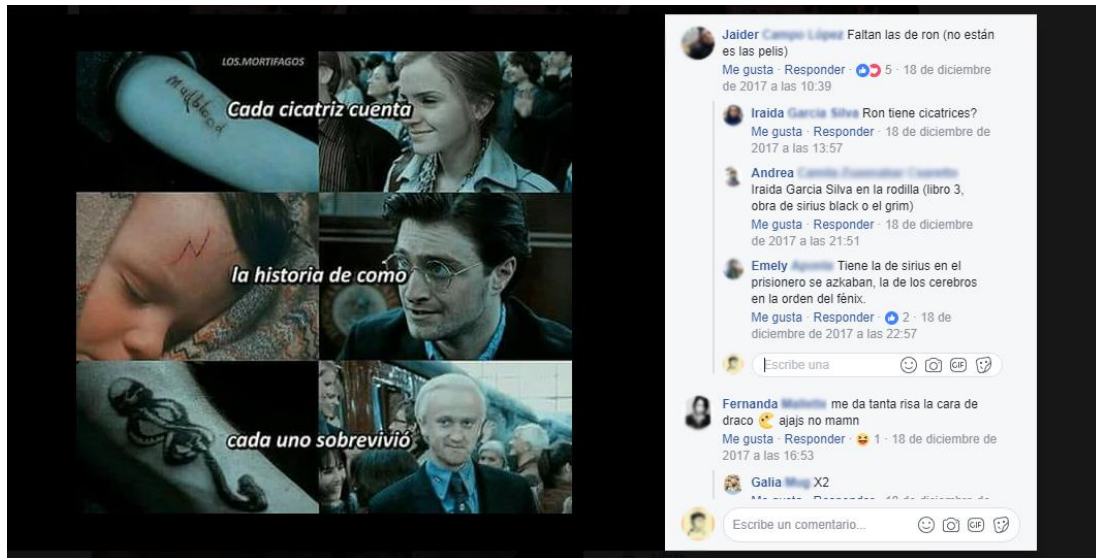 LOS.MORTIFAGOS
Mudblood
Cada cicatriz cuenta
la historia de como
cada uno sobrevivió
Jaider Campo López Faltan las de ron (no están
es las pelis)
Me gusta · Responder · 5 · 18 de diciembre
de 2017 a las 10:39
Iraida Garcia Silva Ron tiene cicatrices?
Me gusta · Responder · 18 de diciembre de
2017 a las 13:57
Andrea
Iraida Garcia Silva en la rodilla (libro 3,
obra de sirius black o el grim)
Me gusta · Responder · 18 de diciembre
de 2017 a las 21:51
Emely Tiene la de sirius en el
prisionero se azkaban, la de los cerebros
en la orden del fènix.
Me gusta · Responder · 2 · 18 de
diciembre de 2017 a las 22:57
Escribe una
GIF
Fernanda me da tanta risa la cara de
draco ajajs no mamn
Me gusta · Responder · 1 · 18 de diciembre de
2017 a las 16:53
Galia X2
Escribe un comentario...
GIF